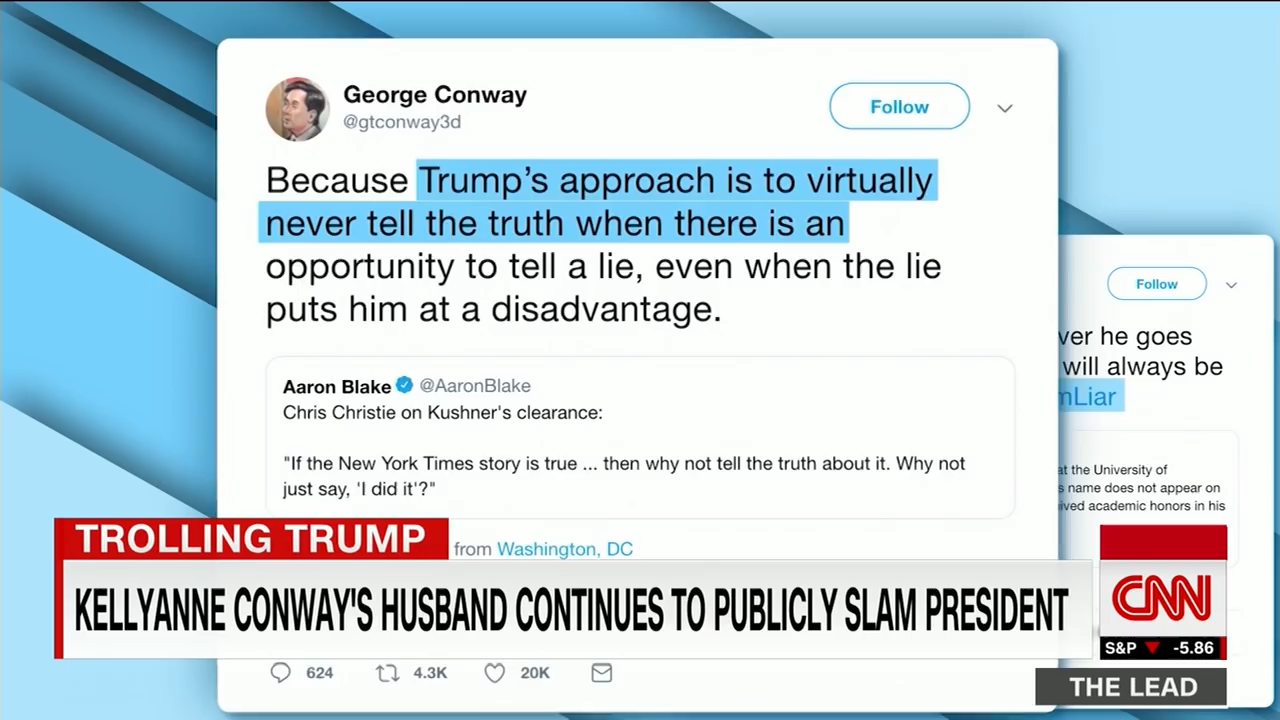 George Conway
@gtconway3d
Follow
Because Trump's approach is to virtually
never tell the truth when there is an
opportunity to tell a lie, even when the lie
puts him at a disadvantage.
Aaron Blake @AaronBlake
Chris Christie on Kushner's clearance:
"If the New York Times story is true ... then why not tell the truth about it. Why not
just say, 'I did it'?"
from Washington, DC
624 4.3K 20K
Follow
he goes
will always be
at the University of
name does not appear on
academic honors in his
TROLLING TRUMP
KELLYANNE CONWAY'S HUSBAND CONTINUES TO PUBLICLY SLAM PRESIDENT
CNN
S&P -5.86
THE LEAD